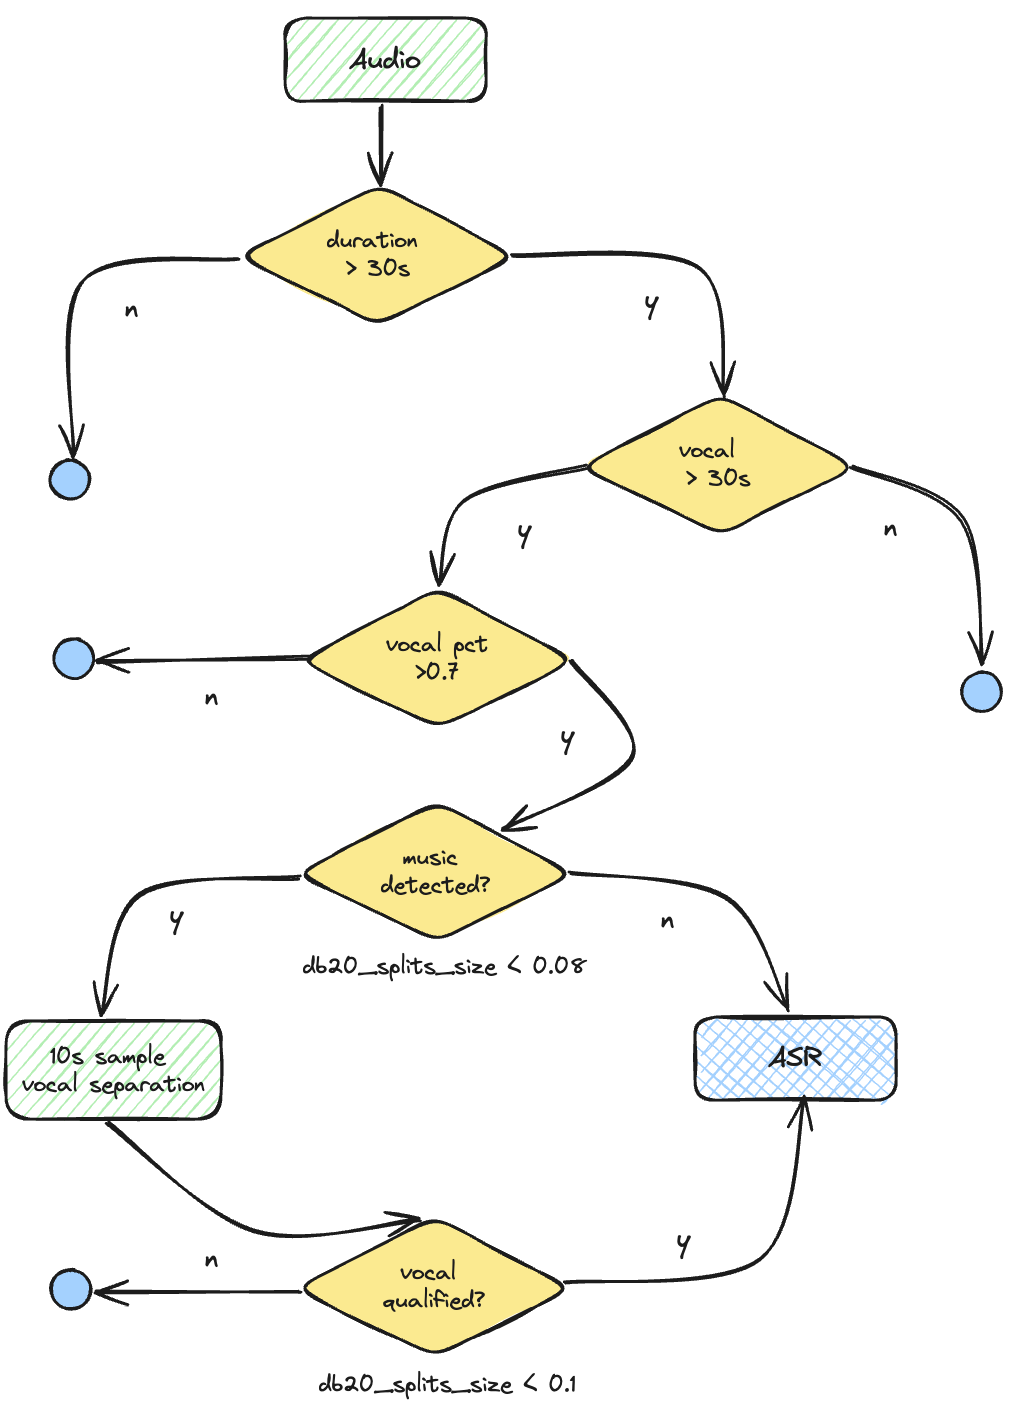 Audio
duration
> 30s
n
y
vocal
> 30s
y
n
vocal pct
>0.7
n
y
music
detected?
y
n
db20_splits_size < 0.08
10s sample
vocal separation
ASR
n
y
vocal
qualified?
db20_splits_size < 0.1